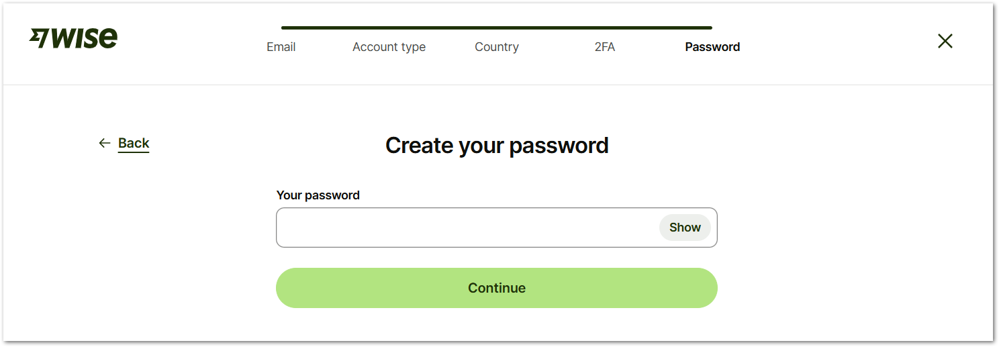 WISE
Email Account type Country 2FA Password
Back
Create your password
Your password
Show
Continue